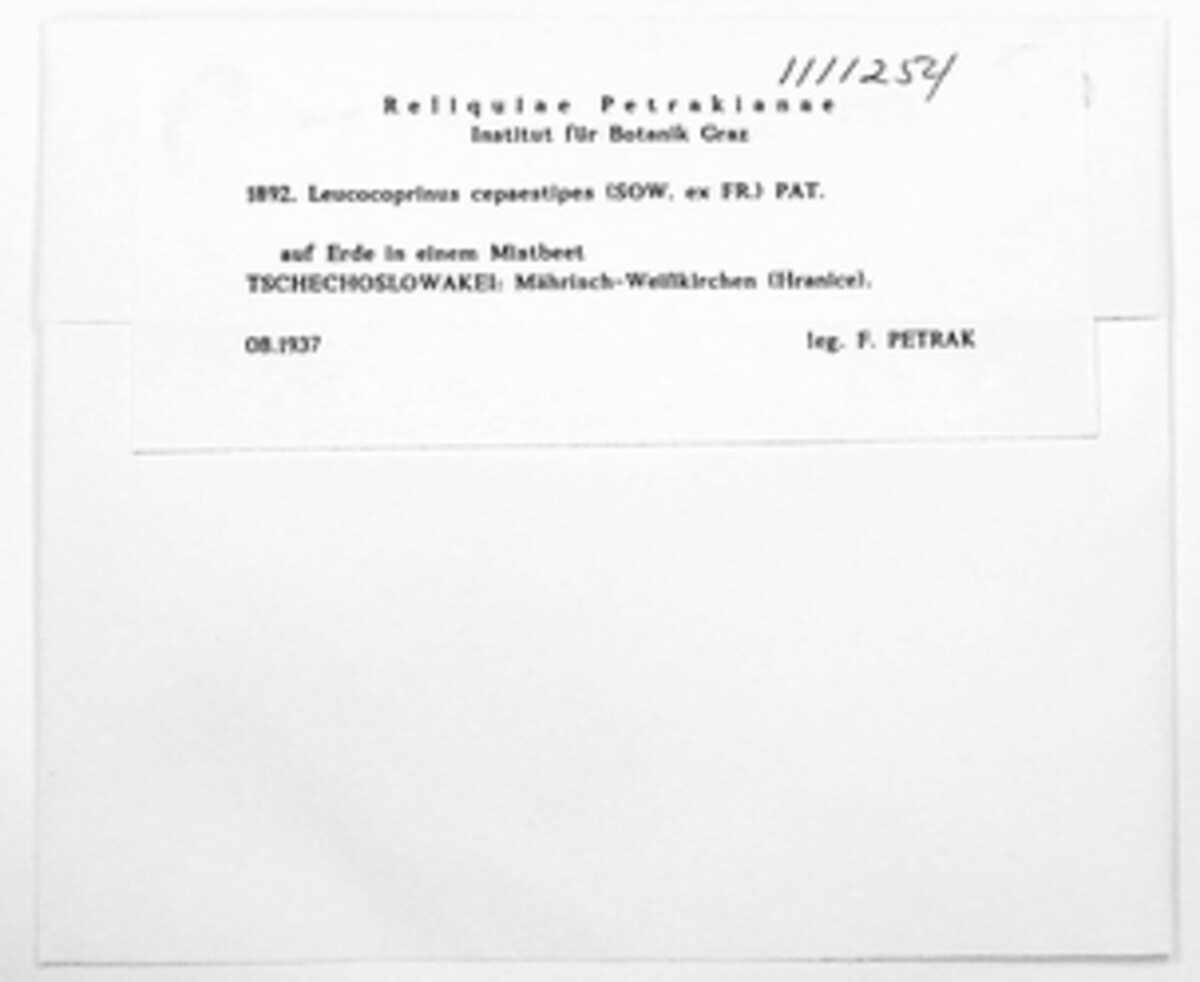 1111254
Reliquiae Petrakianae
Institut für Botanik Graz
1892. Leucocoprinus cepaestipes (SOW. ex FR.) PAT.
auf Erde in einem Mistbeet
TSCHECHOSLOWAKEI: Mährisch-Weißkirchen (Hranice).
08.1937 leg. F. PETRAK